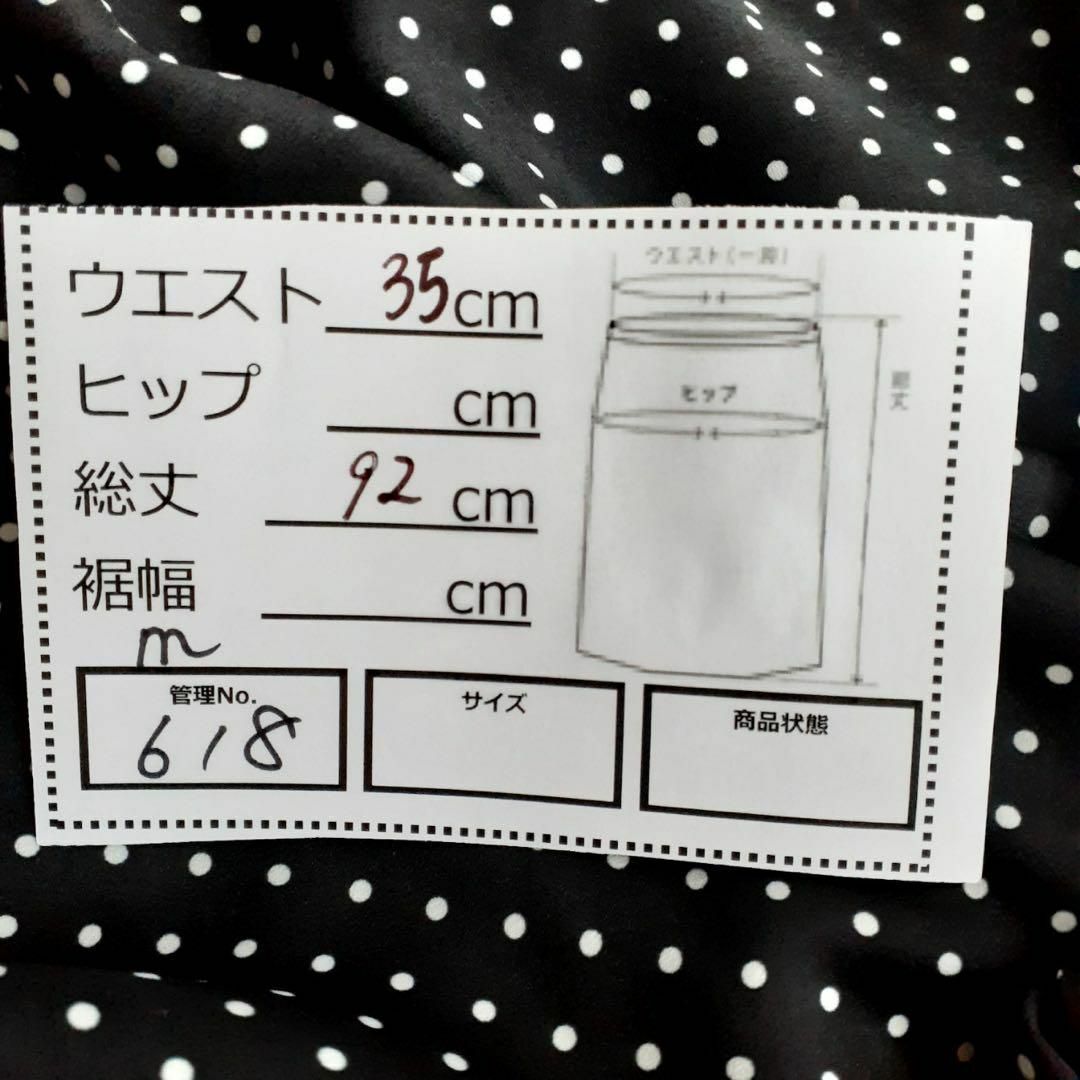 ウエスト 35cm
ヒップ cm
総丈 92 cm
裾幅 cm
m
管理No.
618
サイズ
商品状態
ウエスト(一周)
ヒップ
総丈